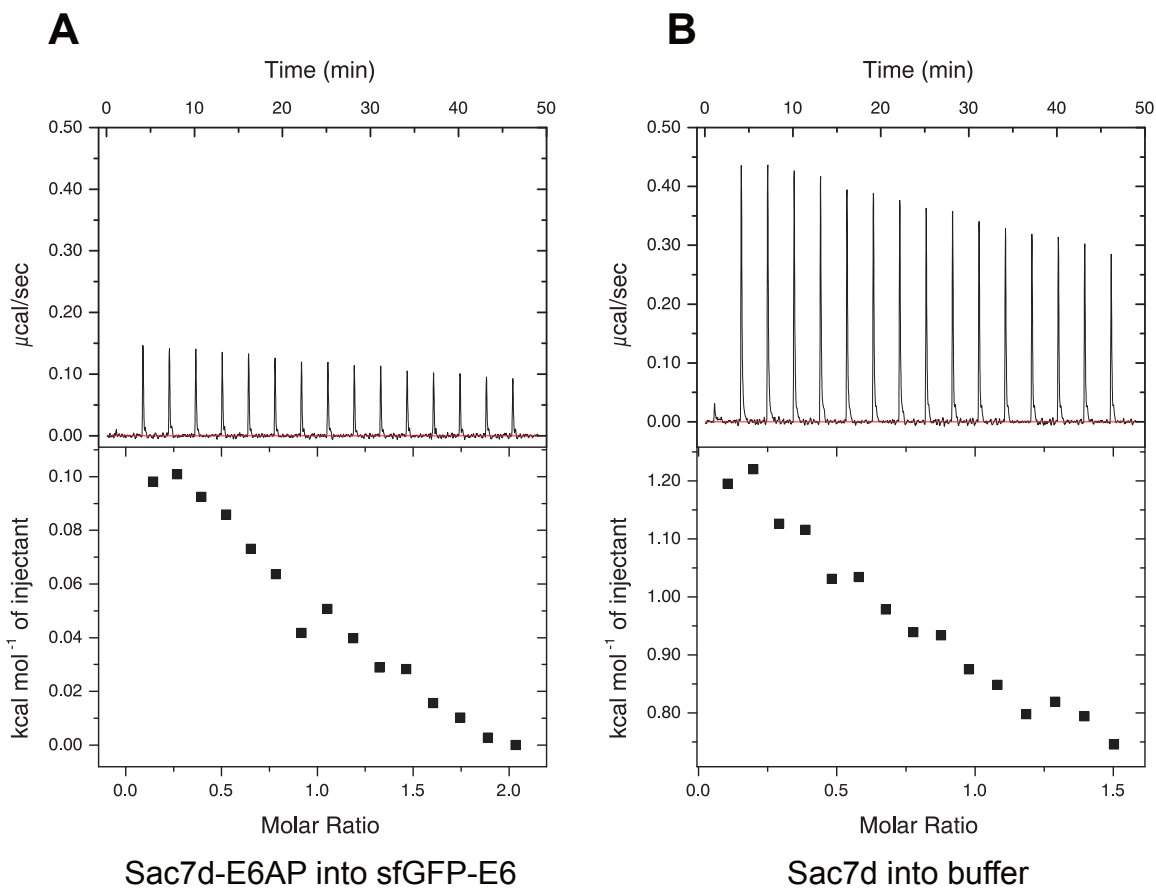 A
Time (min)
0 10 20 30 40 50
0.50
0.40
0.30
0.20
0.10
0.00
µcal/sec
0.10
0.08
0.06
0.04
0.02
0.00
kcal mol⁻¹ of injectant
0.0 0.5 1.0 1.5 2.0
Molar Ratio
Sac7d-E6AP into sfGFP-E6
B
Time (min)
0 10 20 30 40 50
0.50
0.40
0.30
0.20
0.10
0.00
µcal/sec
1.20
1.10
1.00
0.90
0.80
kcal mol⁻¹ of injectant
0.0 0.5 1.0 1.5
Molar Ratio
Sac7d into buffer